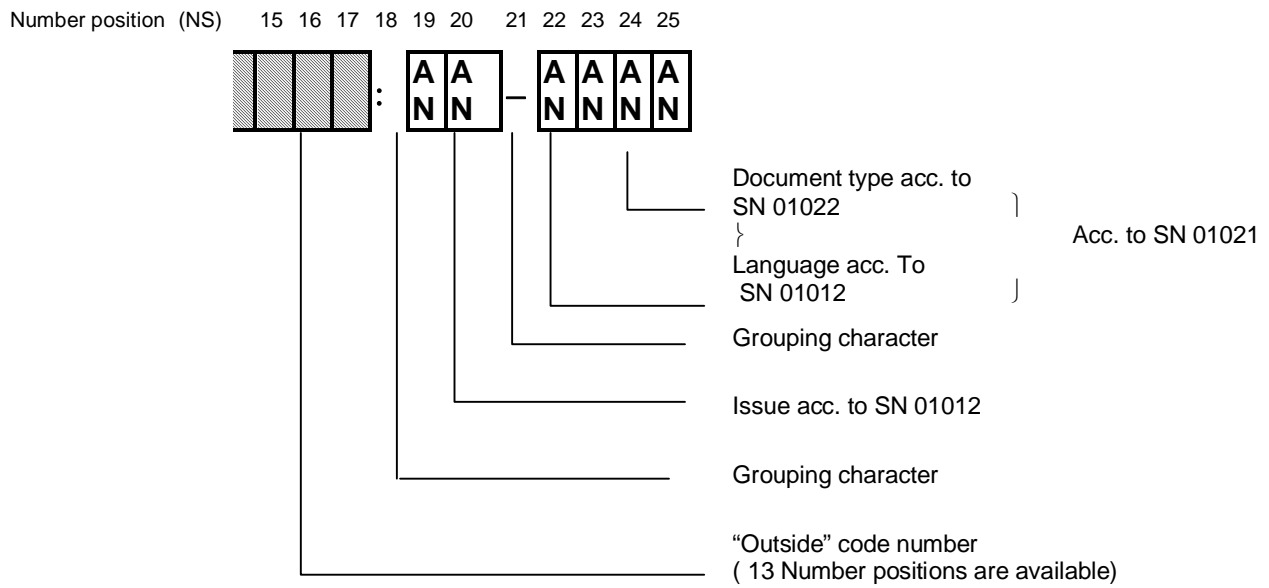 Number position (NS) 15 16 17 18 19 20 21 22 23 24 25
: A A – A A A A
N N N N N N
Document type acc. to
SN 01022
Acc. to SN 01021
Language acc. To
SN 01012
Grouping character
Issue acc. to SN 01012
Grouping character
“Outside” code number
( 13 Number positions are available)